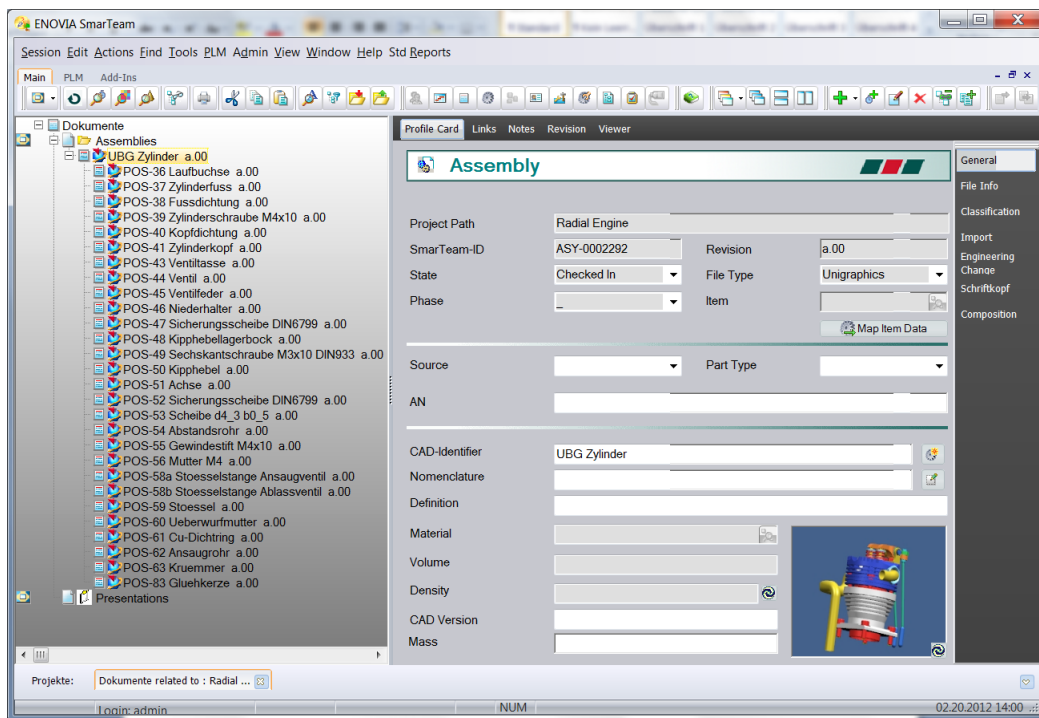 ENOVIA SmarTeam
Session Edit Actions Find Tools PLM Admin View Window Help Std Reports
Main PLM Add-Ins
Dokumente
Assemblies
UBG Zylinder a.00
POS-36 Laufbuchse a.00
POS-37 Zylinderfuss a.00
POS-38 Fussdichtung a.00
POS-39 Zylinderschraube M4x10 a.00
POS-40 Kopfdichtung a.00
POS-41 Zylinderkopf a.00
POS-43 Ventiltasse a.00
POS-44 Ventil a.00
POS-45 Ventilfeder a.00
POS-46 Niederhalter a.00
POS-47 Sicherungsscheibe DIN6799 a.00
POS-48 Kipphebellagerbock a.00
POS-49 Sechskantschraube M3x10 DIN933 a.00
POS-50 Kipphebel a.00
POS-51 Achse a.00
POS-52 Sicherungsscheibe DIN6799 a.00
POS-53 Scheibe d4_3 b0_5 a.00
POS-54 Abstandsrohr a.00
POS-55 Gewindestift M4x10 a.00
POS-56 Mutter M4 a.00
POS-58a Stoesselstange Ansaugventil a.00
POS-58b Stoesselstange Ablassventil a.00
POS-59 Stoessel a.00
POS-60 Ueberwurfmutter a.00
POS-61 Cu-Dichtring a.00
POS-62 Ansaugrohr a.00
POS-63 Kruemmer a.00
POS-83 Gluehkerze a.00
Presentations
Profile Card Links Notes Revision Viewer
Assembly
Project Path Radial Engine
SmarTeam-ID ASY-0002292 Revision a.00
State Checked In File Type Unigraphics
Phase _ Item
Map Item Data
Source Part Type
AN
CAD-Identifier UBG Zylinder
Nomenclature
Definition
Material
Volume
Density
CAD Version
Mass
General
File Info
Classification
Import
Engineering
Change
Schriftkopf
Composition
Projekte: Dokumente related to : Radial ...
Login: admin NUM 02.20.2012 14:00